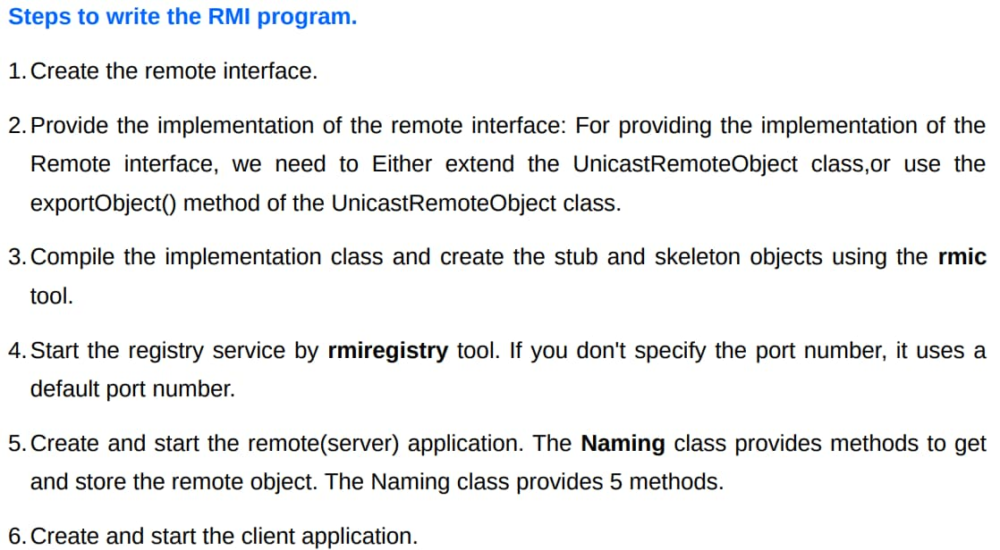 Steps to write the RMI program.
1. Create the remote interface.
2. Provide the implementation of the remote interface: For providing the implementation of the
Remote interface, we need to Either extend the UnicastRemoteObject class,or use the
exportObject() method of the UnicastRemoteObject class.
3. Compile the implementation class and create the stub and skeleton objects using the rmic
tool.
4. Start the registry service by rmiregistry tool. If you don't specify the port number, it uses a
default port number.
5. Create and start the remote(server) application. The Naming class provides methods to get
and store the remote object. The Naming class provides 5 methods.
6. Create and start the client application.